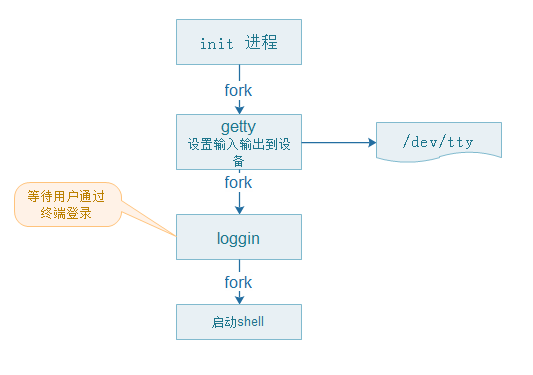 init 进程
fork
getty
设置输入输出到设
备
/dev/tty
fork
等待用户通过
终端登录
loggin
fork
启动shell